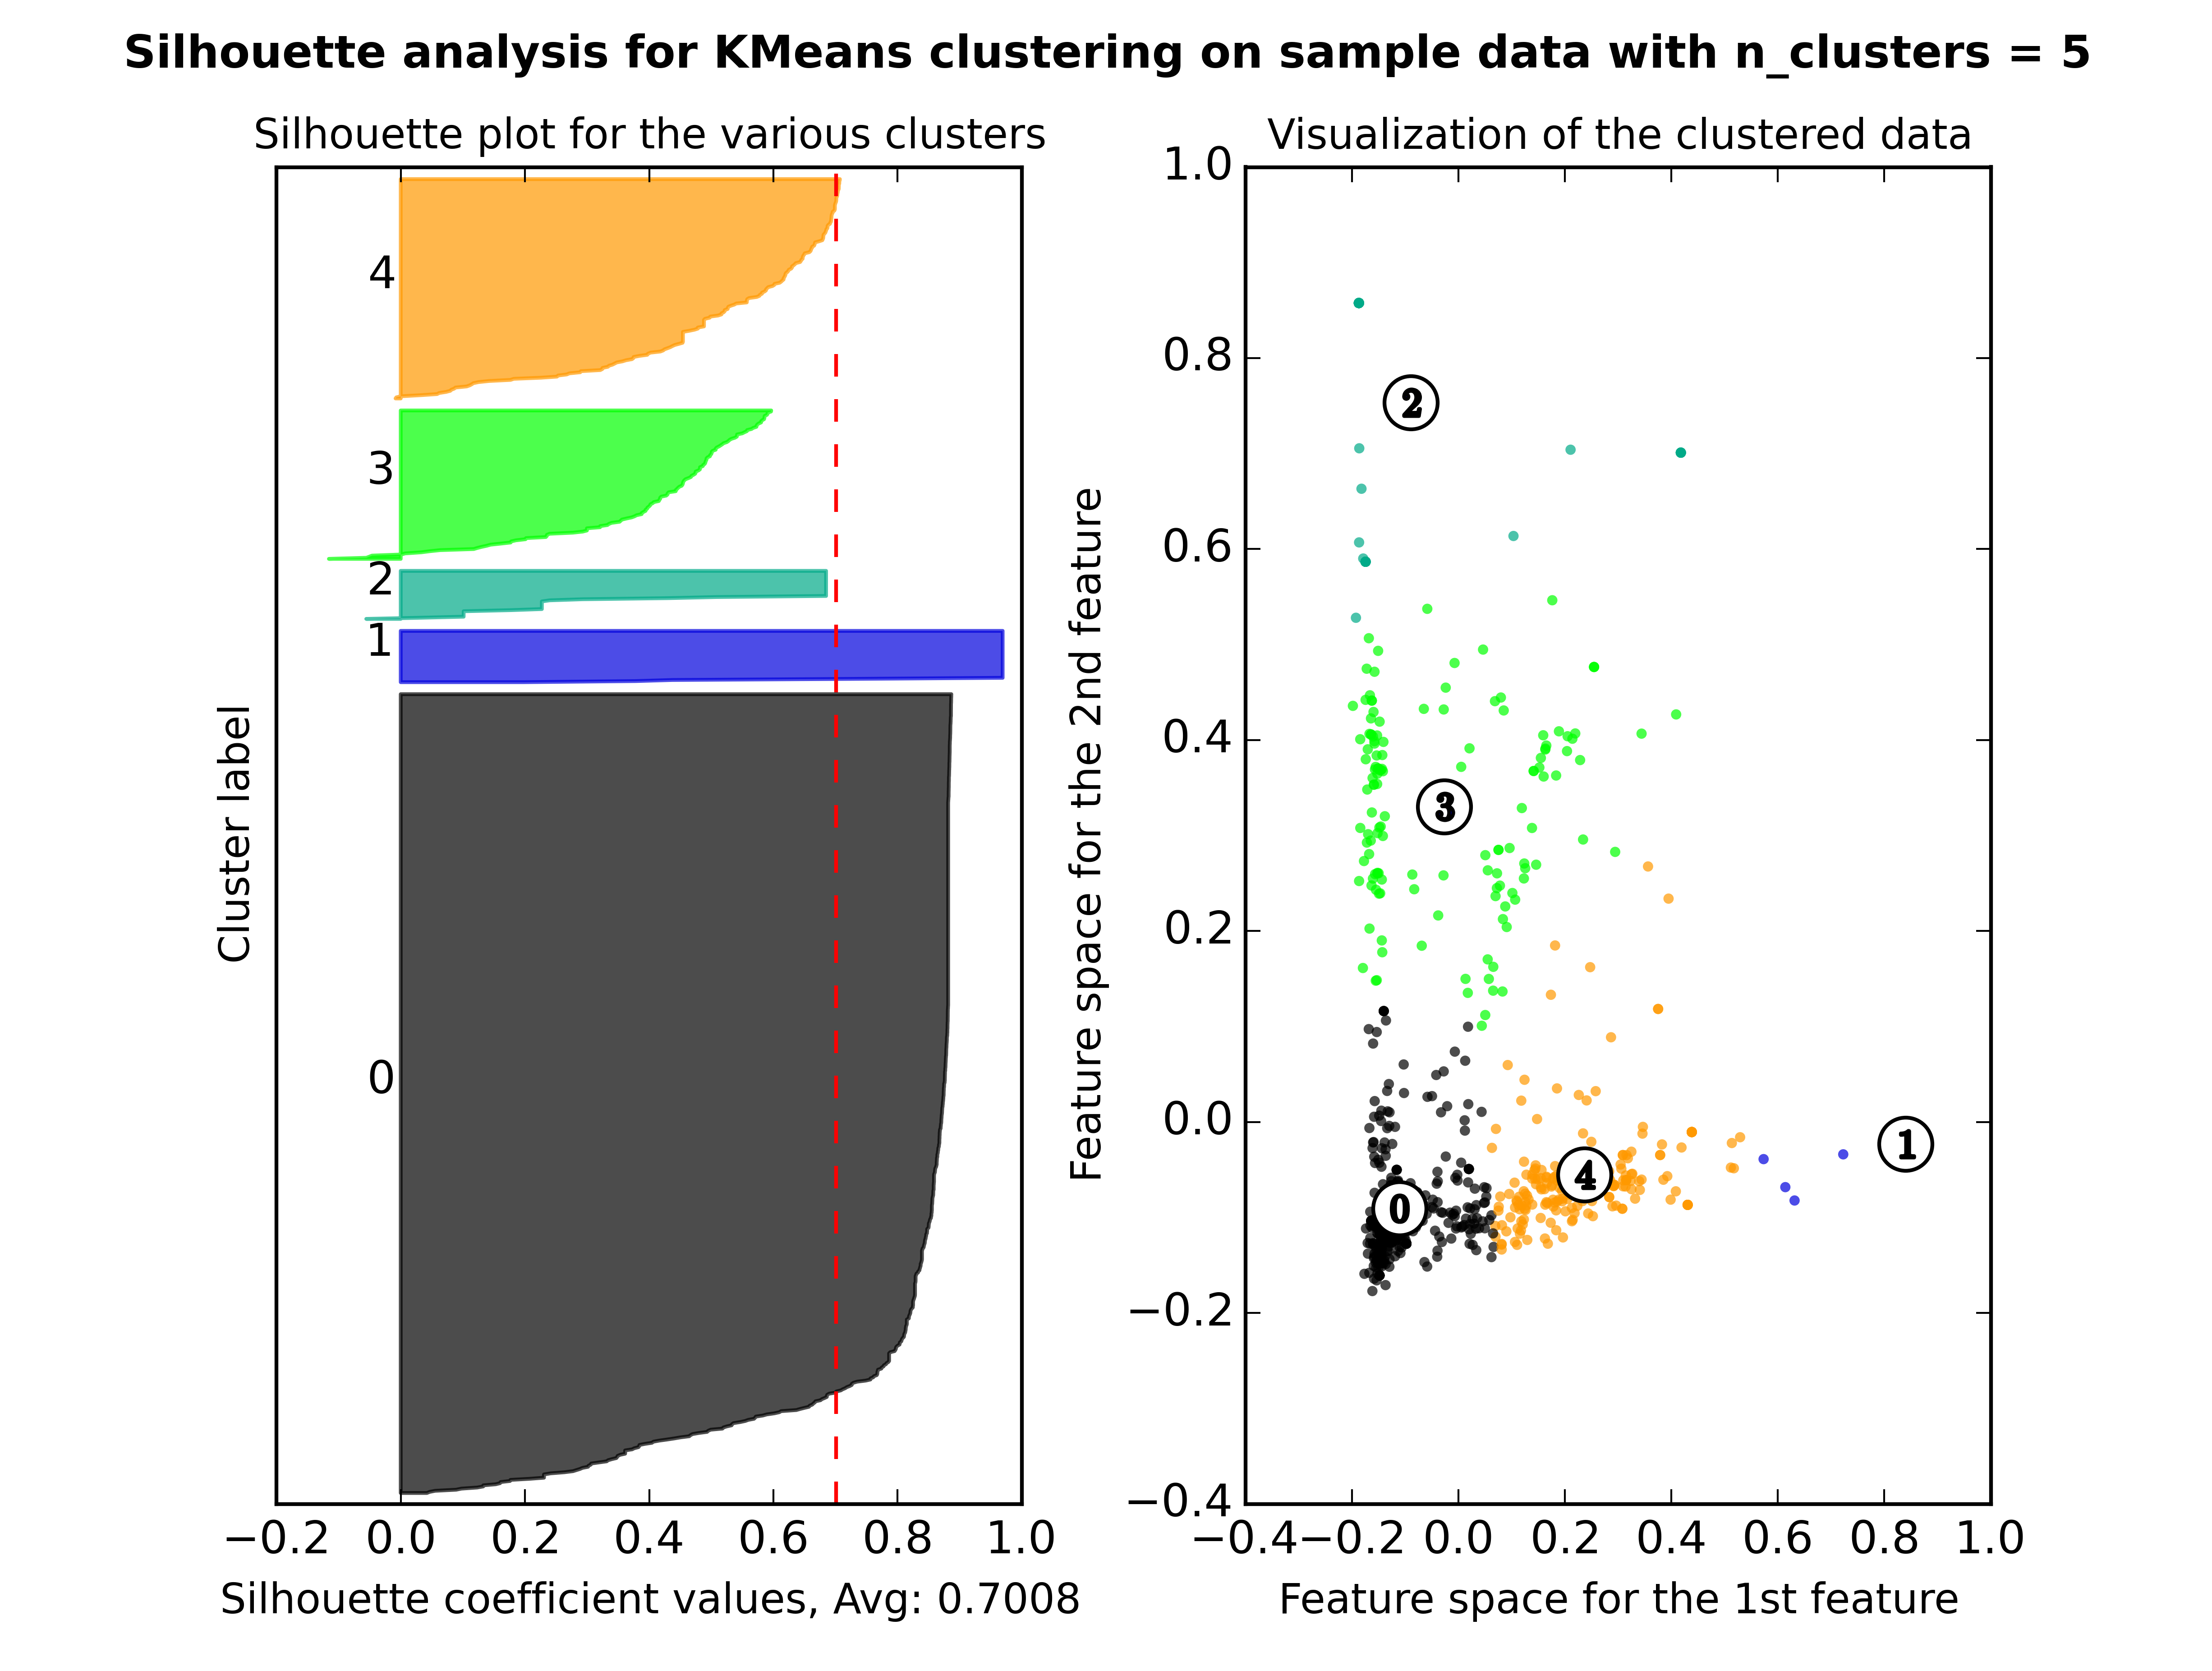 Silhouette analysis for KMeans clustering on sample data with n_clusters = 5
Silhouette plot for the various clusters
4
3
2
1
0
Cluster label
−0.2 0.0 0.2 0.4 0.6 0.8 1.0
Silhouette coefficient values, Avg: 0.7008
Visualization of the clustered data
1.0
0.8
0.6
0.4
0.2
0.0
−0.2
−0.4
Feature space for the 2nd feature
2
3
1
4
0
−0.4 −0.2 0.0 0.2 0.4 0.6 0.8 1.0
Feature space for the 1st feature